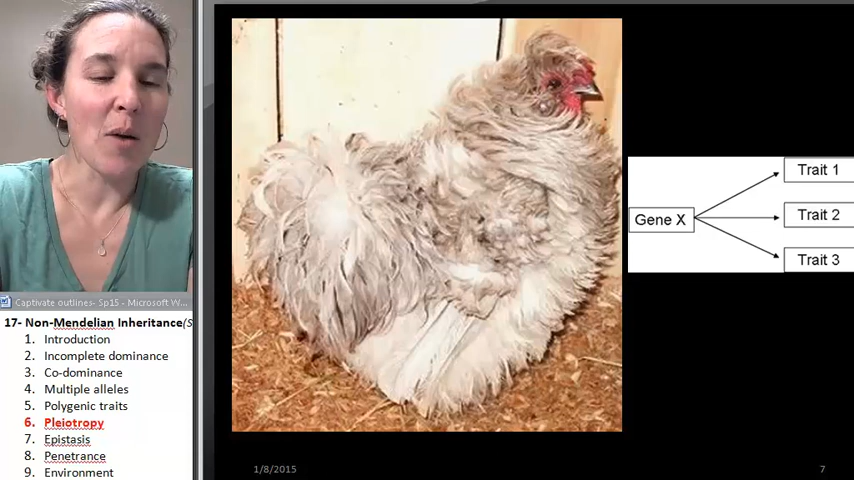 Captivate outlines- Sp15 - Microsoft W...
17- Non-Mendelian Inheritance(S
1. Introduction
2. Incomplete dominance
3. Co-dominance
4. Multiple alleles
5. Polygenic traits
6. Pleiotropy
7. Epistasis
8. Penetrance
9. Environment
Gene X
Trait 1
Trait 2
Trait 3
1/8/2015
7